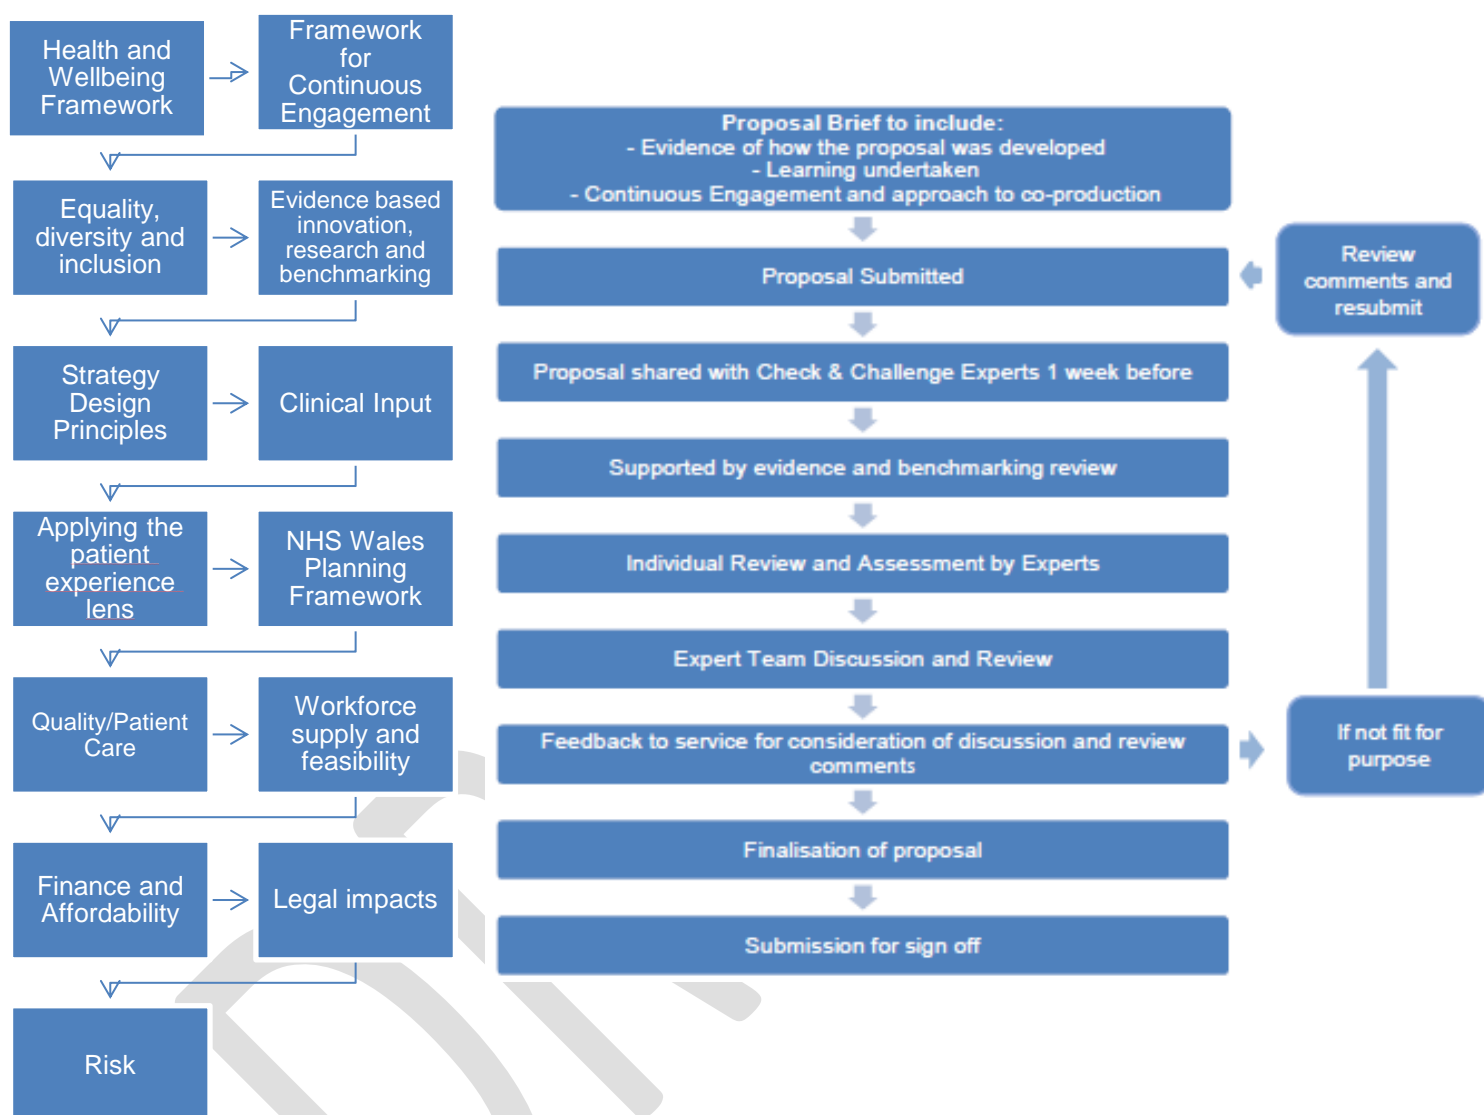 Health and
Wellbeing
Framework
Framework
for
Continuous
Engagement
Equality,
diversity and
inclusion
Evidence based
innovation,
research and
benchmarking
Strategy
Design
Principles
Clinical Input
Applying the
patient
experience
lens
NHS Wales
Planning
Framework
Quality/Patient
Care
Workforce
supply and
feasibility
Finance and
Affordability
Legal impacts
Risk
Proposal Brief to include:
- Evidence of how the proposal was developed
- Learning undertaken
- Continuous Engagement and approach to co-production
Proposal Submitted
Proposal shared with Check & Challenge Experts 1 week before
Supported by evidence and benchmarking review
Individual Review and Assessment by Experts
Expert Team Discussion and Review
Feedback to service for consideration of discussion and review
comments
Finalisation of proposal
Submission for sign off
If not fit for
purpose
Review
comments and
resubmit